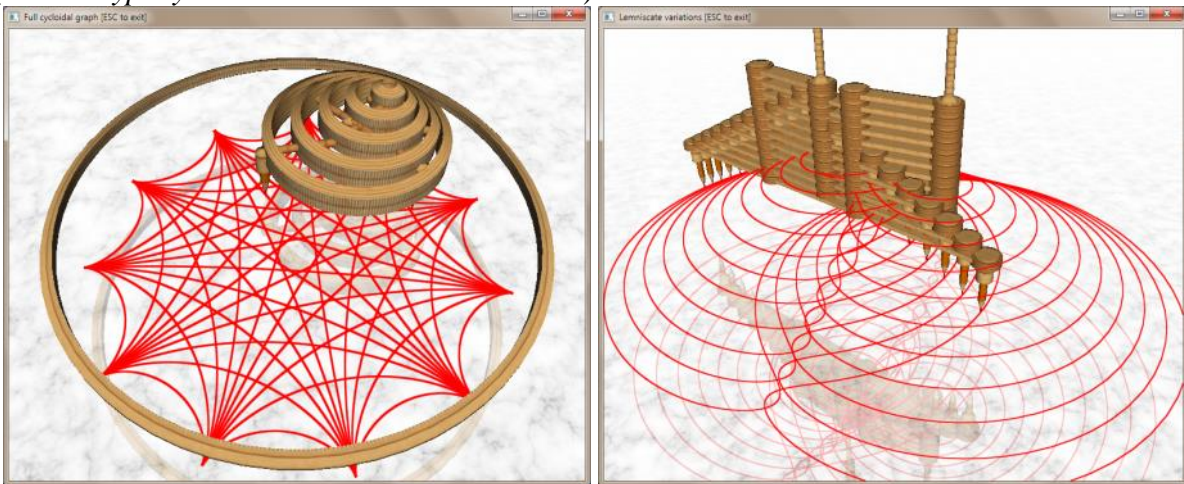 Full cycloidal graph [ESC to exit]
Lemniscate variations [ESC to exit]